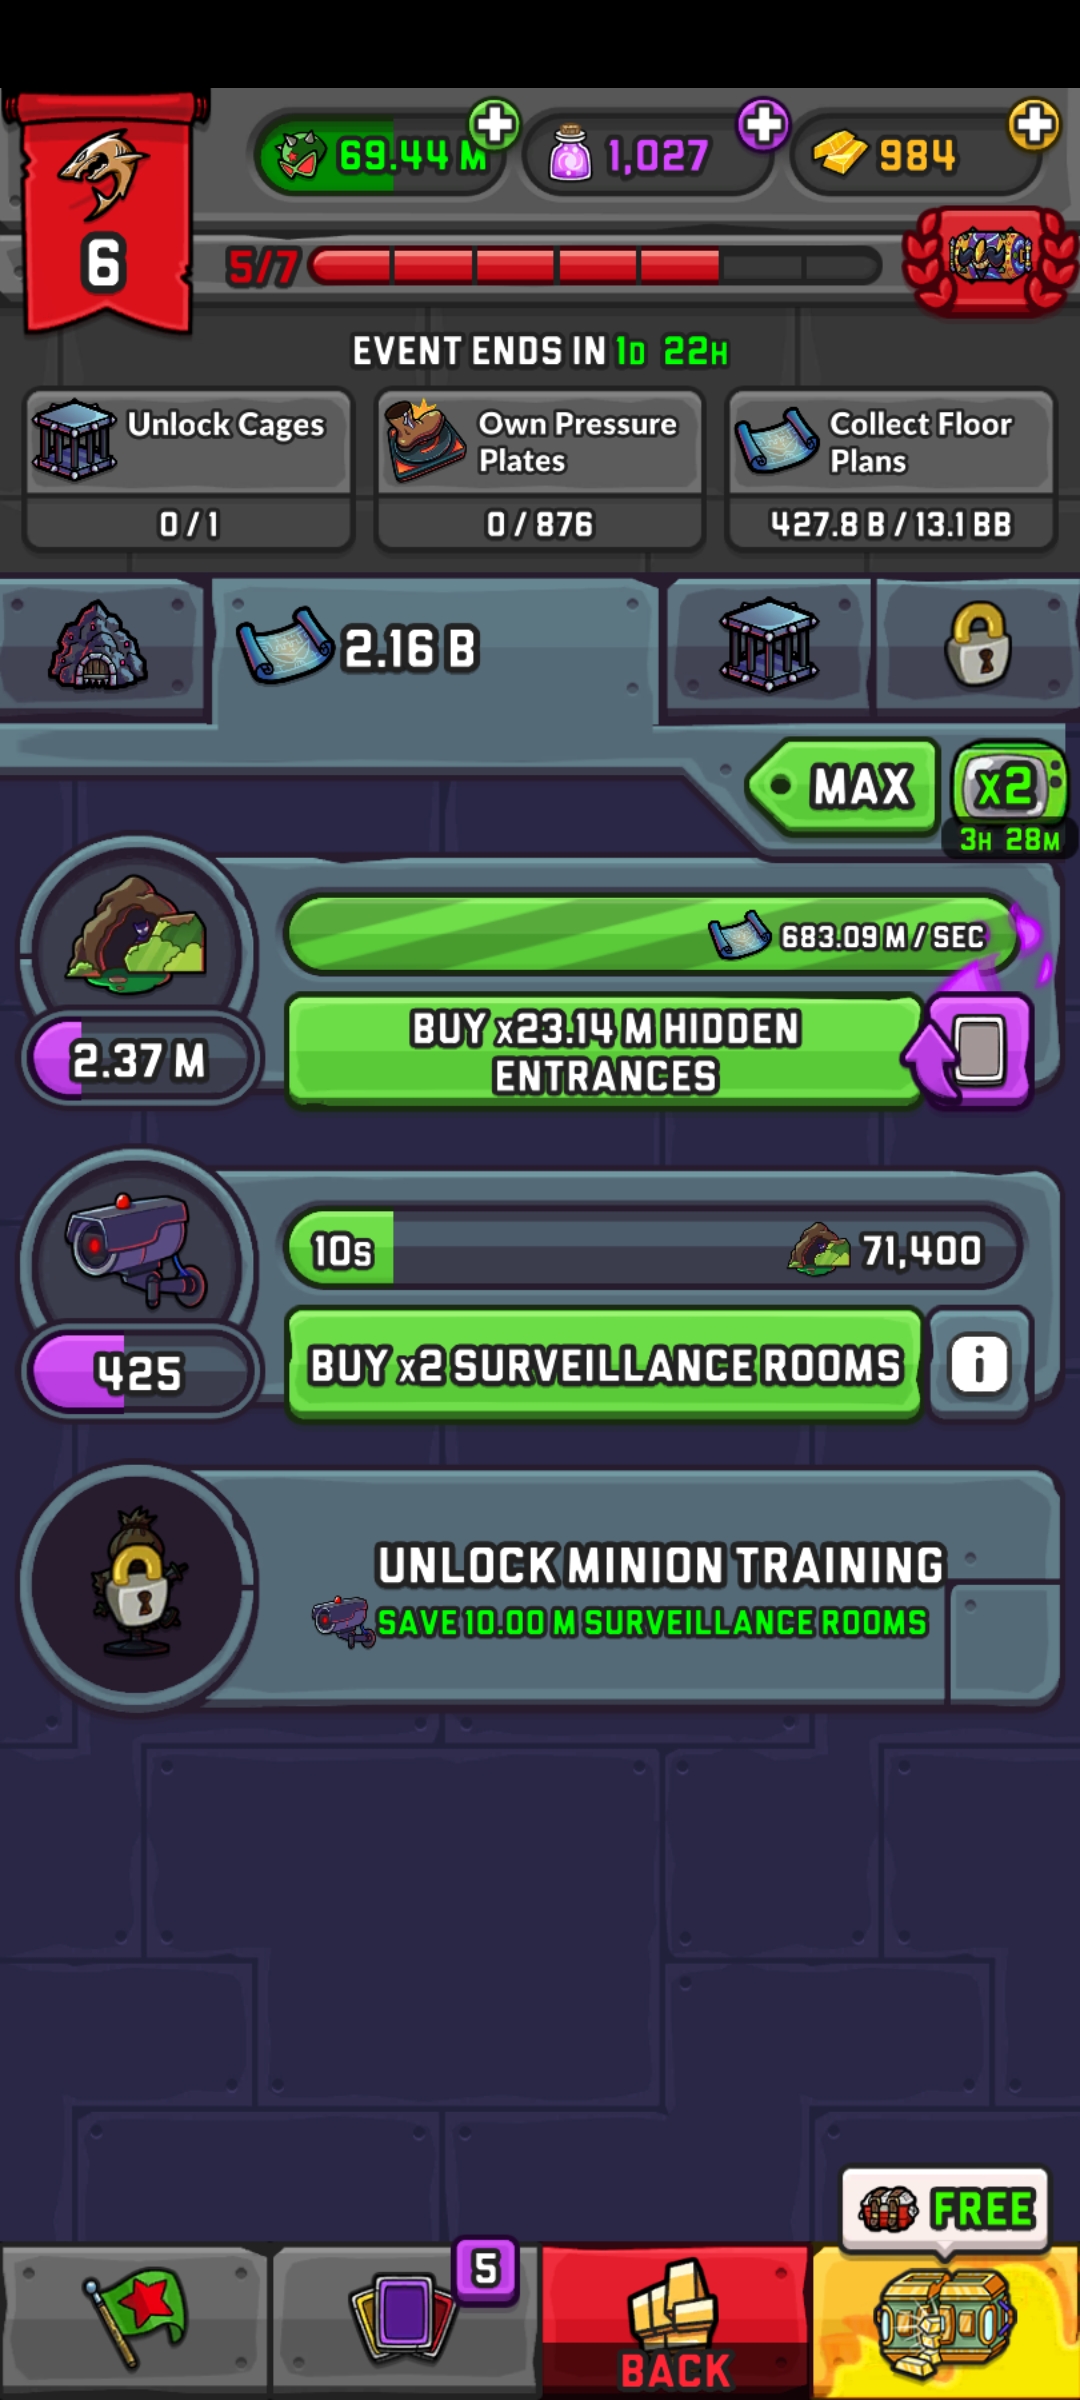 69.44 M
1,027
984
6
5/7
EVENT ENDS IN 1D 22H
Unlock Cages
0 / 1
Own Pressure
Plates
0 / 876
Collect Floor
Plans
427.8 B / 13.1 BB
2.16 B
MAX
x2
3H 28M
683.09 M / SEC
2.37 M
BUY x23.14 M HIDDEN
ENTRANCES
10s
71,400
425
BUY x2 SURVEILLANCE ROOMS
i
UNLOCK MINION TRAINING
SAVE 10.00 M SURVEILLANCE ROOMS
FREE
5
BACK